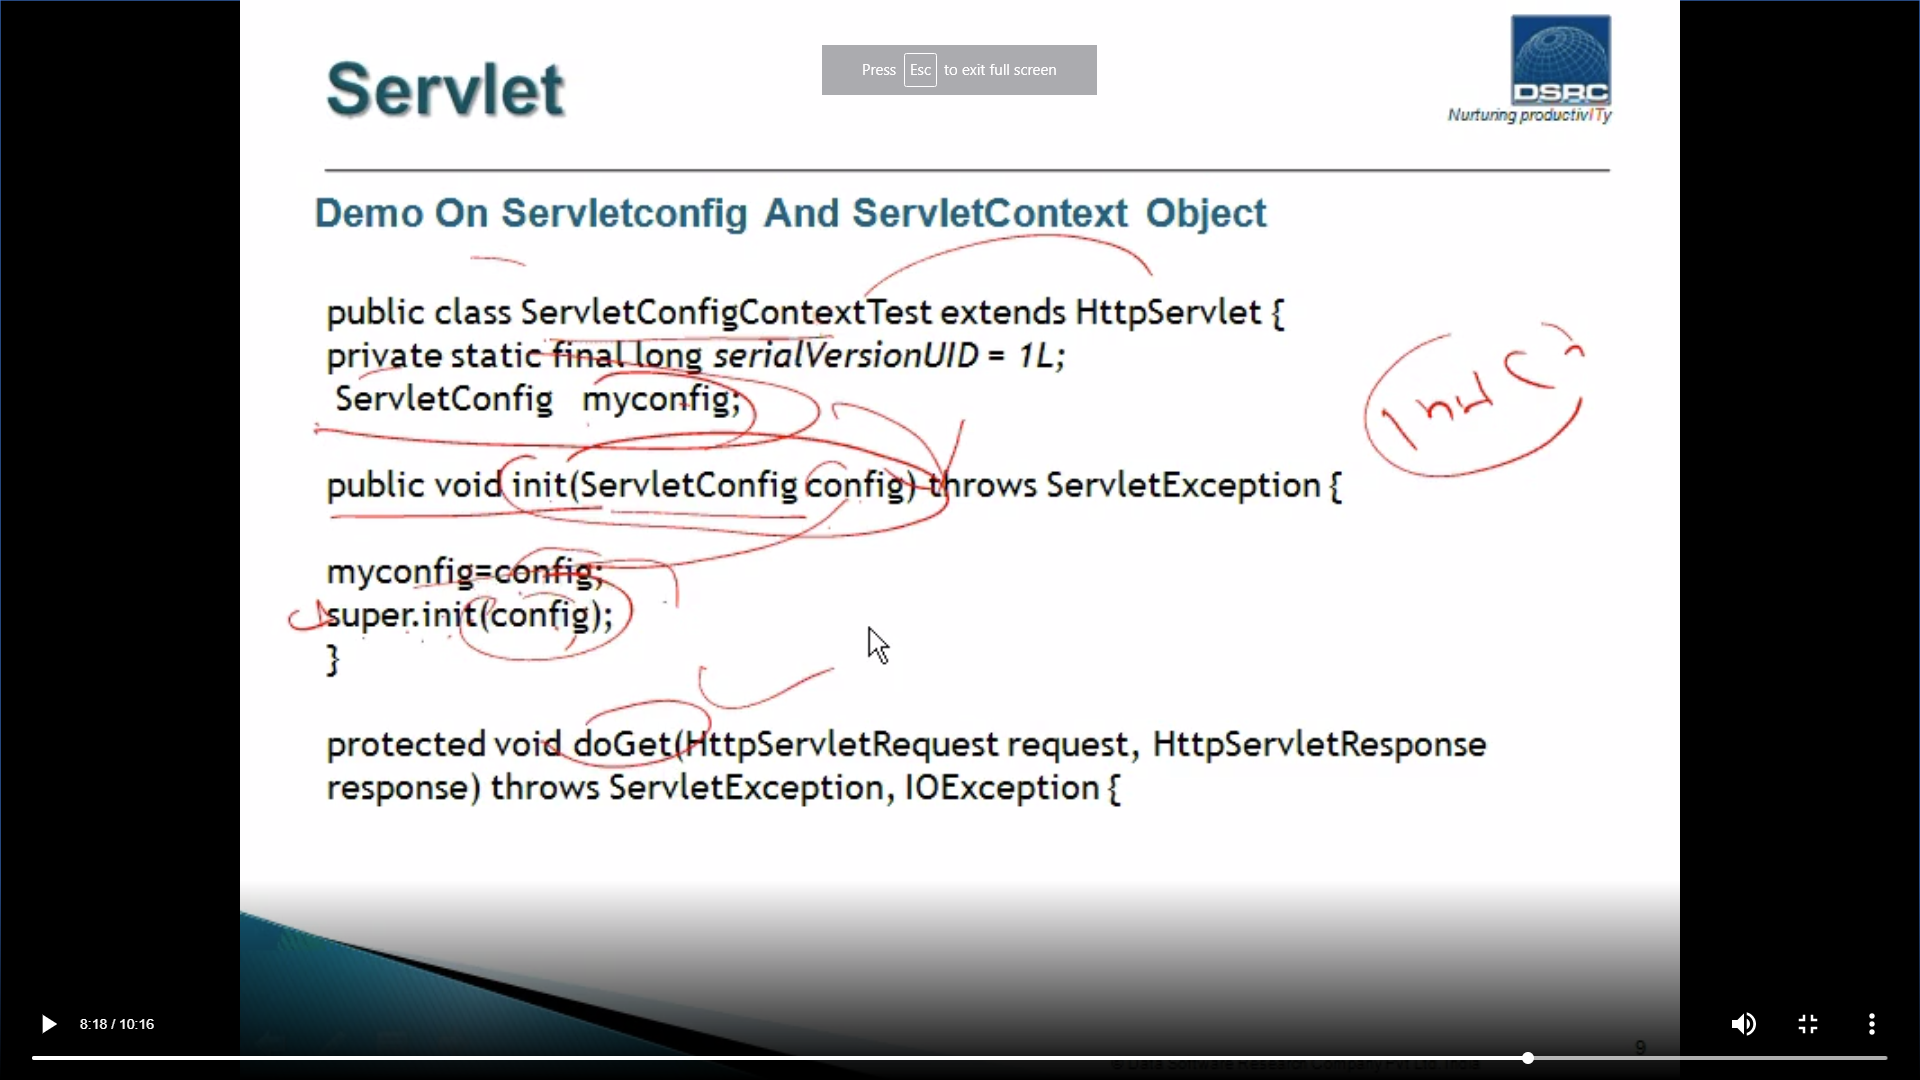 Servlet
Press Esc to exit full screen
DSRC
Nurturing productivITy
Demo On Servletconfig And ServletContext Object
public class ServletConfigContextTest extends HttpServlet {
private static final long serialVersionUID = 1L;
ServletConfig myconfig;
public void init(ServletConfig config) throws ServletException {
myconfig=config;
super.init(config);
}
protected void doGet(HttpServletRequest request, HttpServletResponse
response) throws ServletException, IOException {
8:18 / 10:16
9